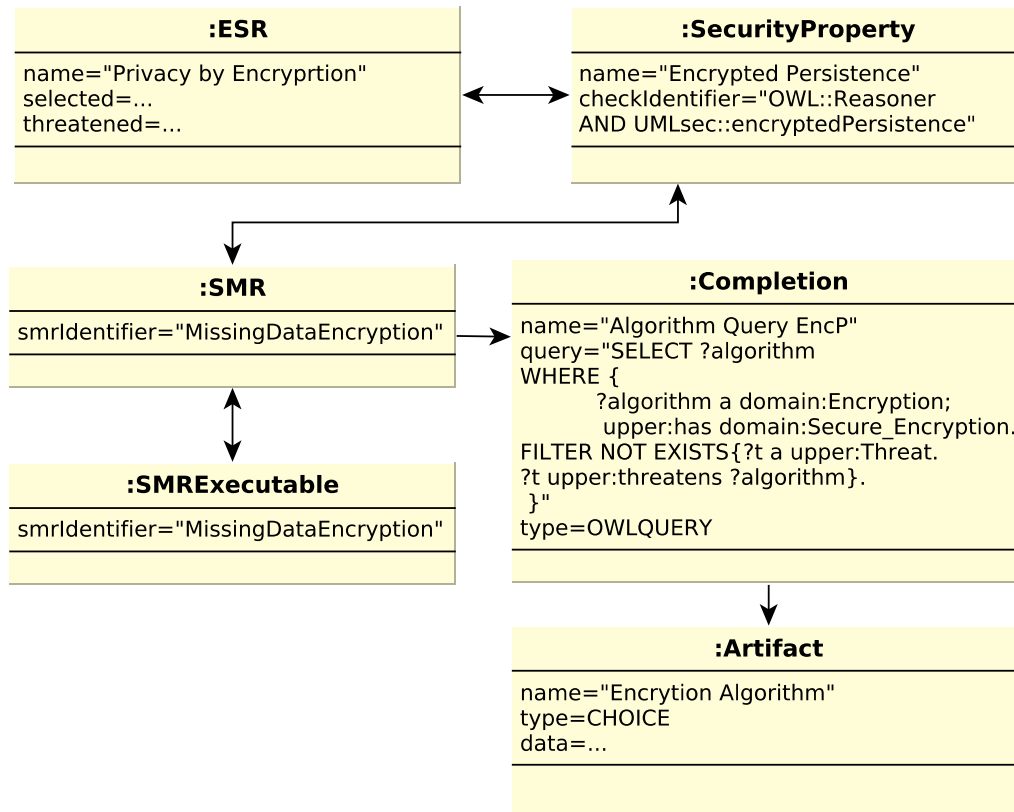 :ESR
name="Privacy by Encryprtion"
selected=...
threatened=...
:SecurityProperty
name="Encrypted Persistence"
checkIdentifier="OWL::Reasoner
AND UMLsec::encryptedPersistence"
:SMR
smrIdentifier="MissingDataEncryption"
:Completion
name="Algorithm Query EncP"
query="SELECT ?algorithm
WHERE {
?algorithm a domain:Encryption;
upper:has domain:Secure_Encryption.
FILTER NOT EXISTS{?t a upper:Threat.
?t upper:threatens ?algorithm}.
}"
type=OWLQUERY
:SMRExecutable
smrIdentifier="MissingDataEncryption"
:Artifact
name="Encrytion Algorithm"
type=CHOICE
data=...